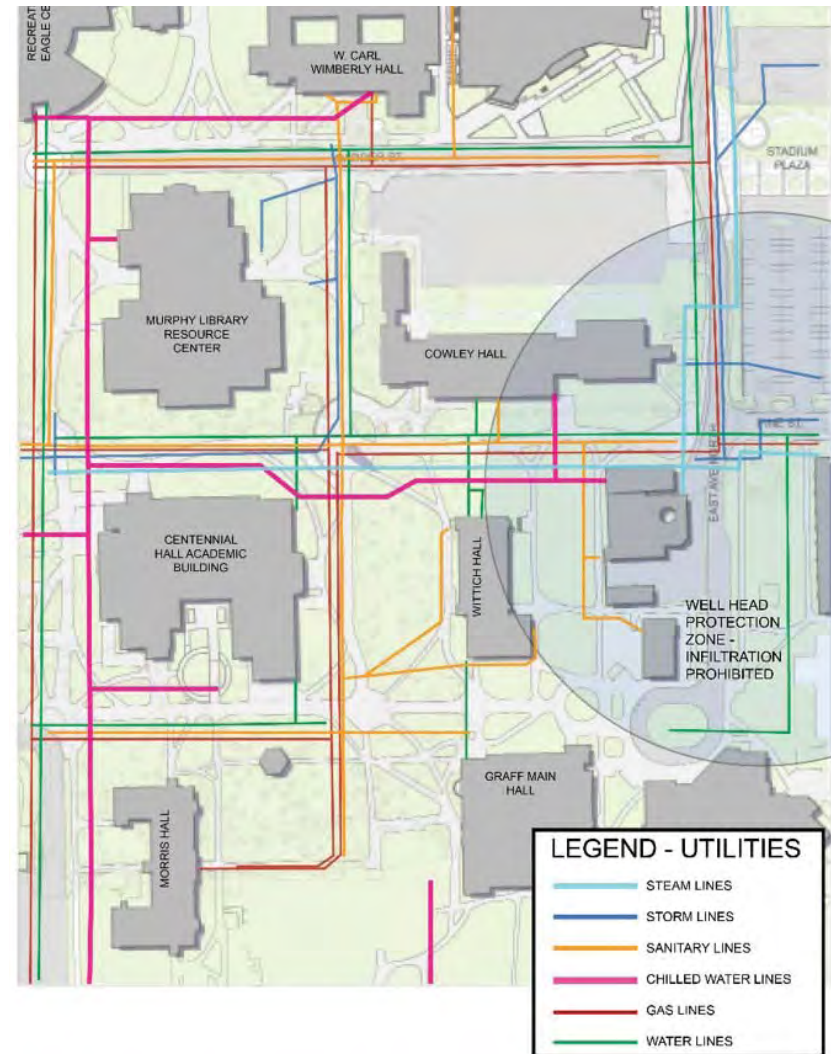 RECREAT
EAGLE CE
W. CARL
WIMBERLY HALL
STADIUM
PLAZA
MURPHY LIBRARY
RESOURCE
CENTER
COWLEY HALL
EAST AVE NORTH
CENTENNIAL
HALL ACADEMIC
BUILDING
WITTICH HALL
WELL HEAD
PROTECTION
ZONE -
INFILTRATION
PROHIBITED
MORRIS HALL
GRAFF MAIN
HALL
LEGEND - UTILITIES
STEAM LINES
STORM LINES
SANITARY LINES
CHILLED WATER LINES
GAS LINES
WATER LINES